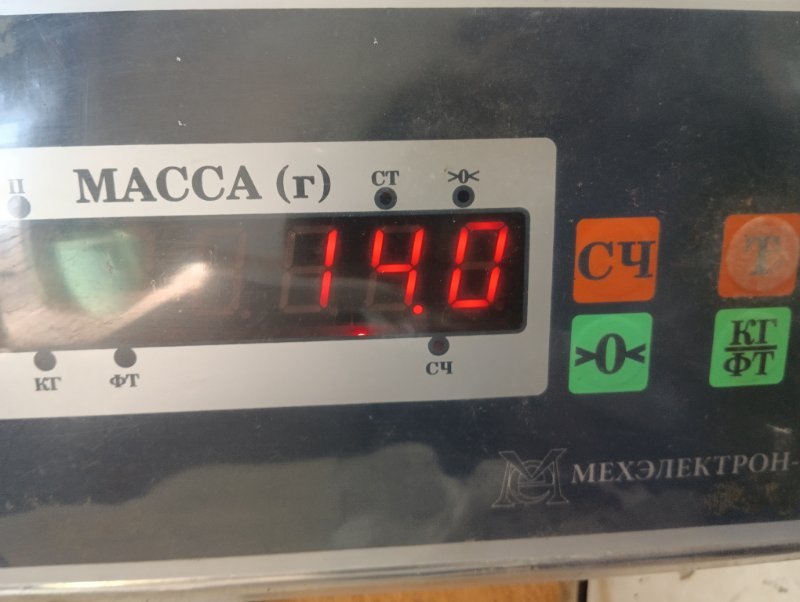 П МАССА (г) СТ >0<
14.0
СЧ Т
>0< КГ
ФТ
КГ ФТ СЧ
МЕХЭЛЕКТРОН-